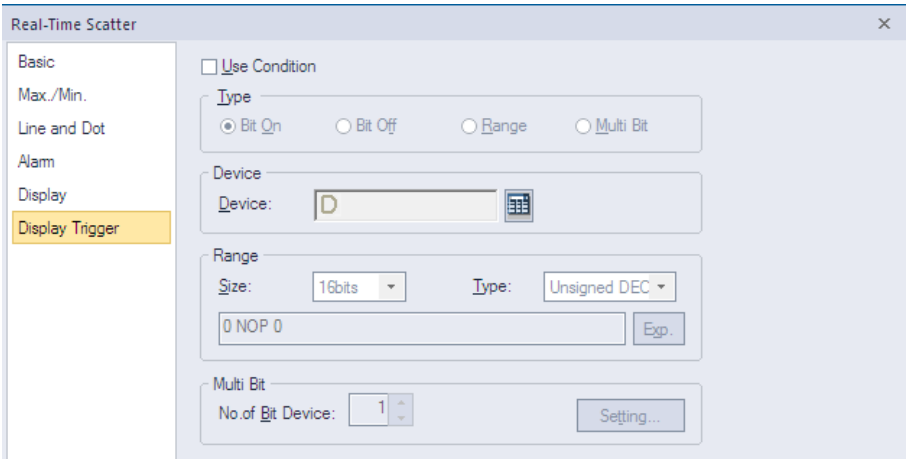 Real-Time Scatter
Basic
Max./Min.
Line and Dot
Alarm
Display
Display Trigger
Use Condition
Type
Bit On Bit Off Range Multi Bit
Device
Device: D
Range
Size: 16bits Type: Unsigned DEC
0 NOP 0 Exp.
Multi Bit
No.of Bit Device: 1 Setting...